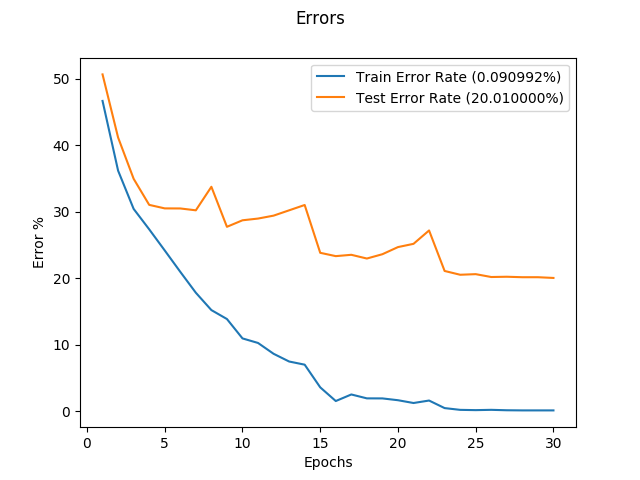 Errors
Train Error Rate (0.090992%)
Test Error Rate (20.010000%)
Error %
50
40
30
20
10
0
0 5 10 15 20 25 30
Epochs